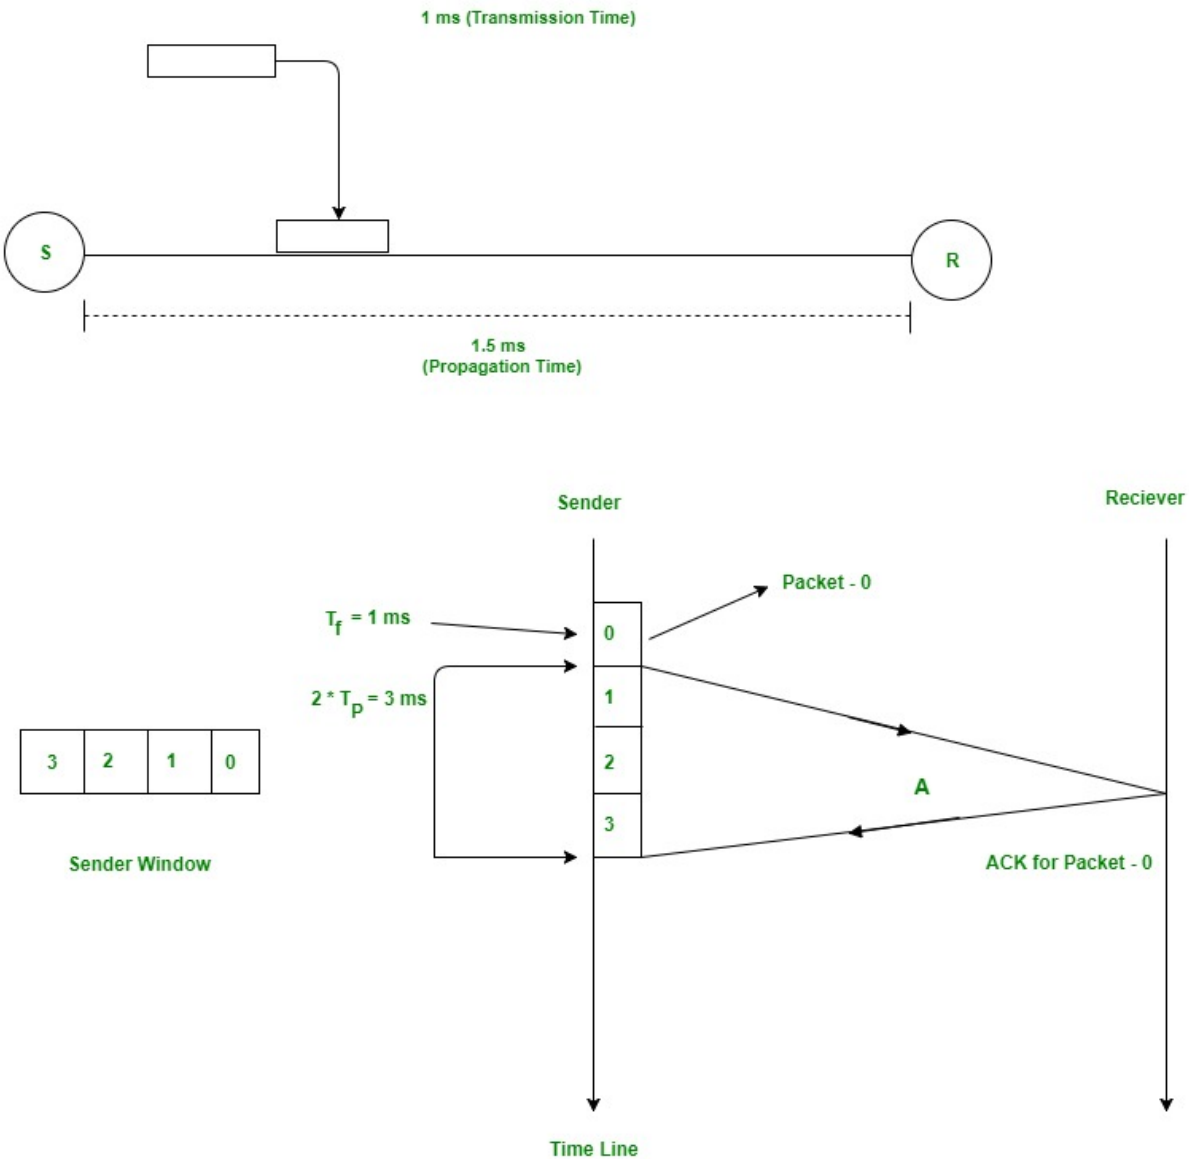 1 ms (Transmission Time)
S
R
1.5 ms
(Propagation Time)
Sender
Reciever
Packet - 0
Tf = 1 ms
0
2 * Tp = 3 ms
1
3 2 1 0
2
A
3
Sender Window
ACK for Packet - 0
Time Line